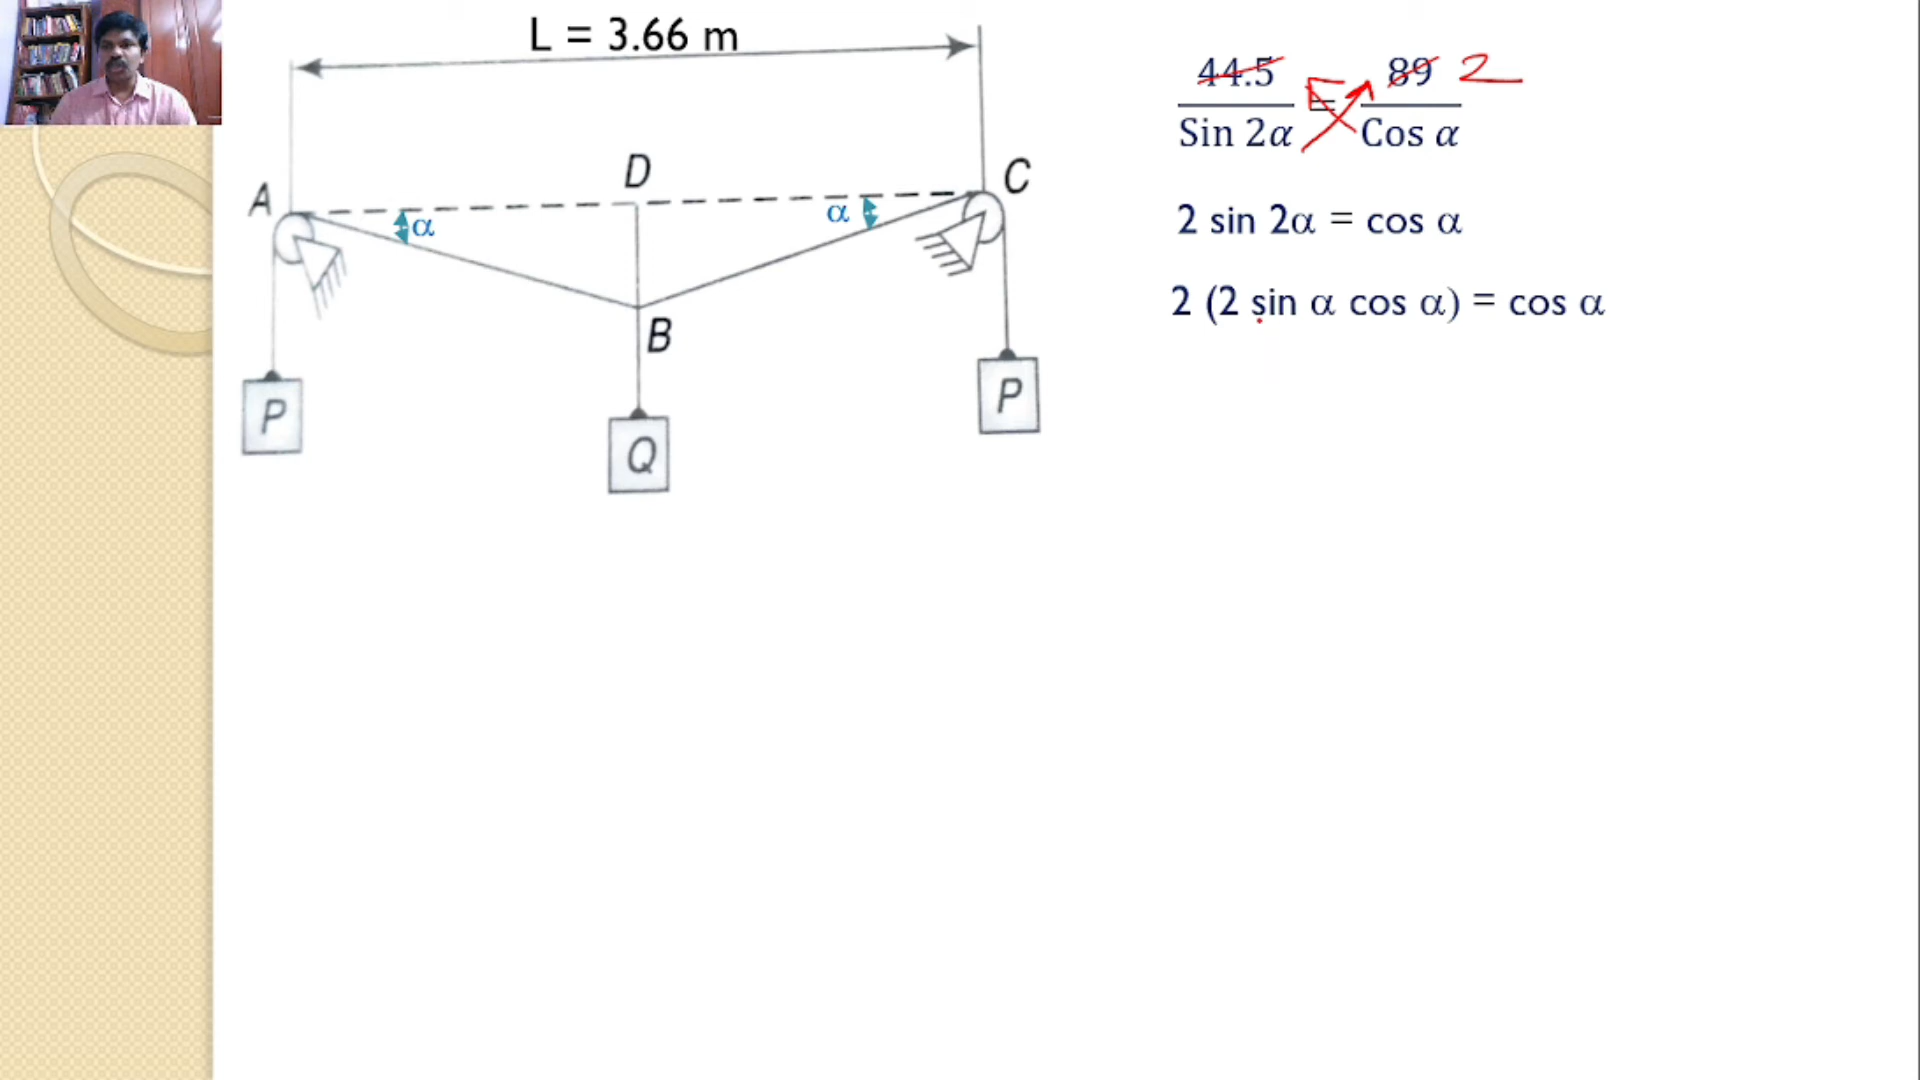 L = 3.66 m
A
D
C
α
α
B
P
Q
P
44.5/Sin 2α = 89/Cos α 2
2 sin 2α = cos α
2 (2 sin α cos α) = cos α